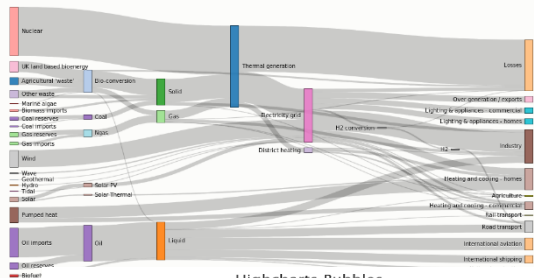 Nuclear
Thermal generation
UK land based bioenergy
Losses
Agricultural 'waste'
Bio-conversion
Other waste
Solid
Marine algae
Over generation / exports
Biomass imports
Lighting & appliances - commercial
Coal reserves
Coal
Gas
Electricity grid
Coal imports
Lighting & appliances - homes
H2 conversion
Gas reserves
Ngas
Gas imports
Industry
District heating
H2
Wind
Wave
Geothermal
Heating and cooling - homes
Hydro
Solar PV
Tidal
Solar Thermal
Agriculture
Solar
Heating and cooling - commercial
Pumped heat
Rail transport
Road transport
Oil imports
Oil
Liquid
International aviation
International shipping
Oil reserves
Biofuel